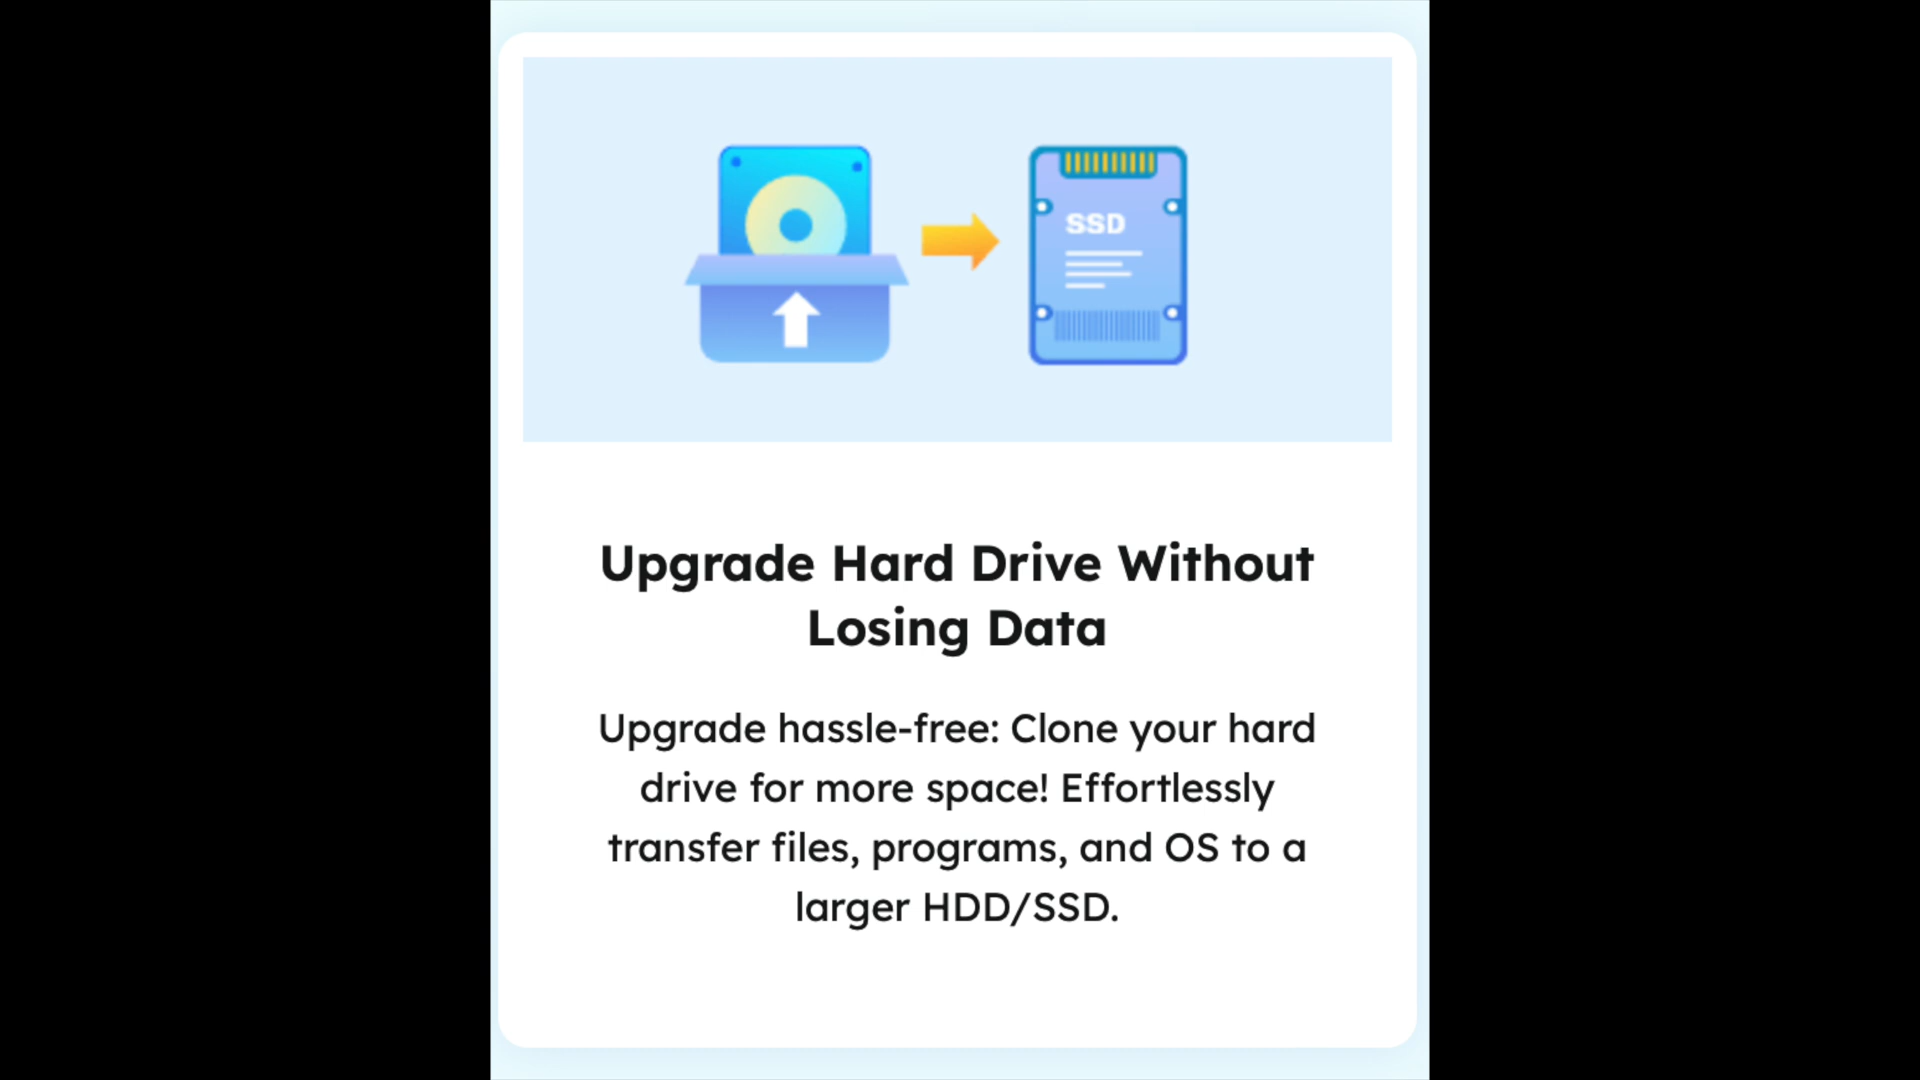 SSD
Upgrade Hard Drive Without
Losing Data
Upgrade hassle-free: Clone your hard
drive for more space! Effortlessly
transfer files, programs, and OS to a
larger HDD/SSD.